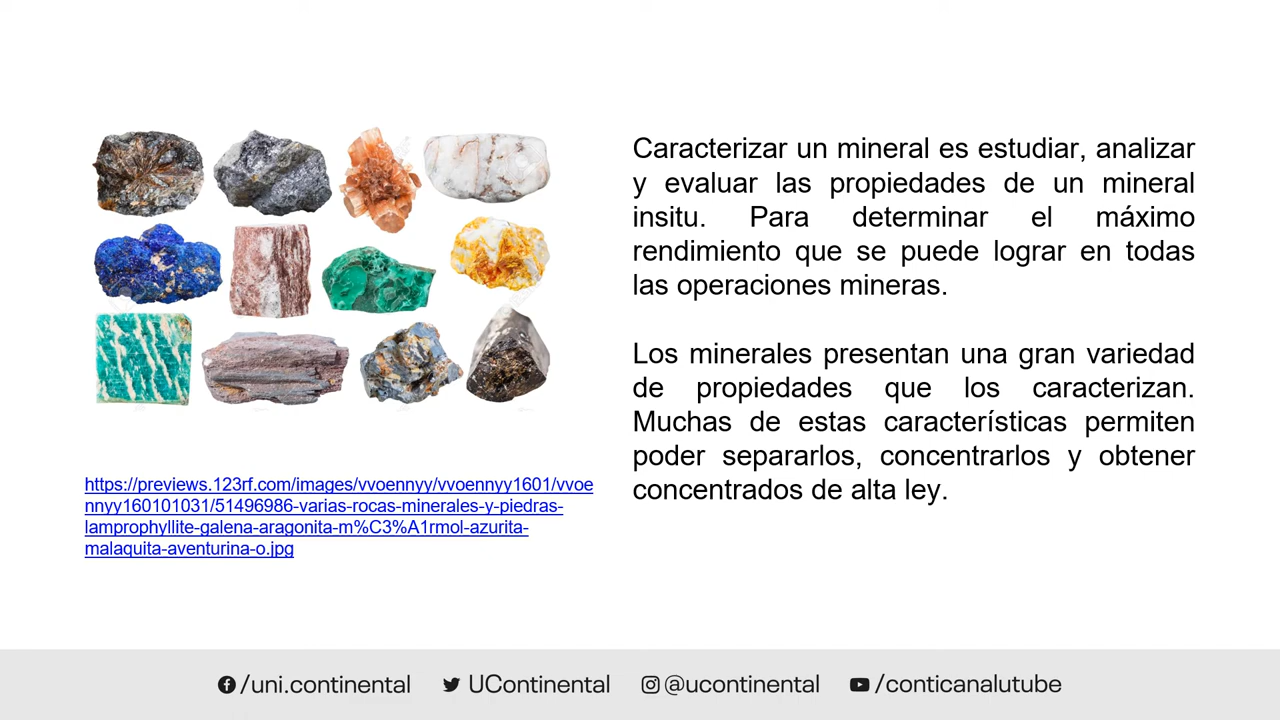 Caracterizar un mineral es estudiar, analizar
y evaluar las propiedades de un mineral
insitu. Para determinar el máximo
rendimiento que se puede lograr en todas
las operaciones mineras.
Los minerales presentan una gran variedad
de propiedades que los caracterizan.
Muchas de estas características permiten
poder separarlos, concentrarlos y obtener
concentrados de alta ley.
https://previews.123rf.com/images/vvoennyy/vvoennyy1601/vvoe
nnyy160101031/51496986-varias-rocas-minerales-y-piedras-
lamprophyllite-galena-aragonita-m%C3%A1rmol-azurita-
malaquita-aventurina-o.jpg
/uni.continental UContinental @ucontinental /conticanalutube